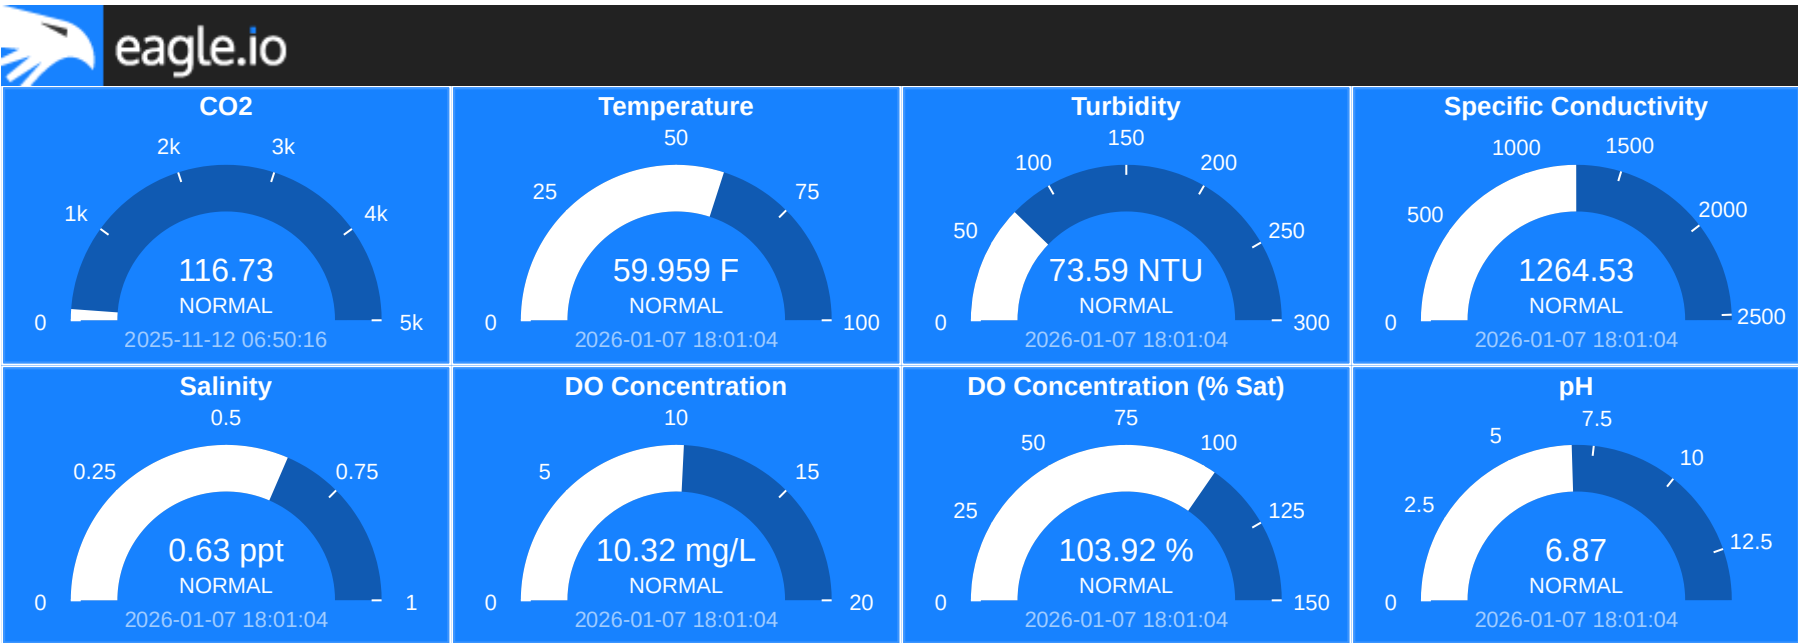 eagle.io
CO2
2k
3k
1k
4k
116.73
NORMAL
0
5k
2025-11-12 06:50:16
Temperature
50
25
75
59.959 F
NORMAL
0
100
2026-01-07 18:01:04
Turbidity
150
100
200
50
250
73.59 NTU
NORMAL
0
300
2026-01-07 18:01:04
Specific Conductivity
1000
1500
500
2000
1264.53
NORMAL
0
2500
2026-01-07 18:01:04
Salinity
0.5
0.25
0.75
0.63 ppt
NORMAL
0
1
2026-01-07 18:01:04
DO Concentration
10
5
15
10.32 mg/L
NORMAL
0
20
2026-01-07 18:01:04
DO Concentration (% Sat)
75
50
100
25
125
103.92 %
NORMAL
0
150
2026-01-07 18:01:04
pH
7.5
5
10
2.5
12.5
6.87
NORMAL
0
2026-01-07 18:01:04